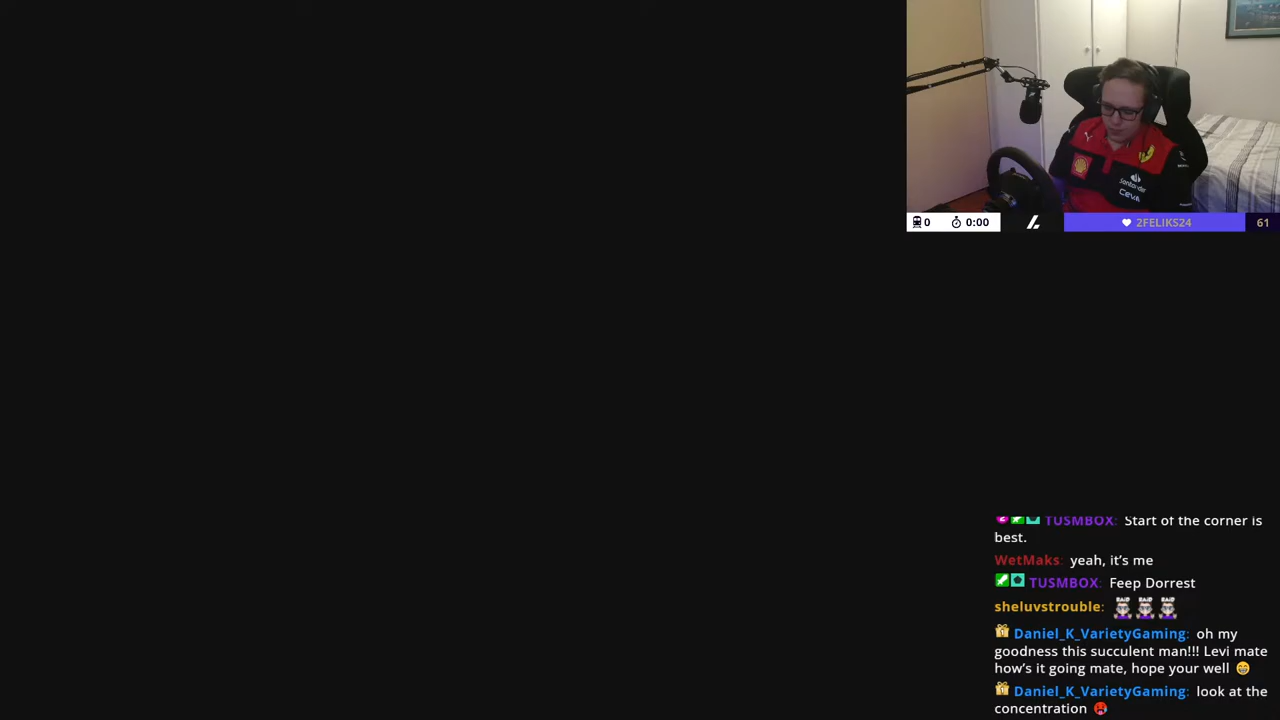 Santander
Ceva
0 0:00 2FELIKS24 61
TUSMBOX: Start of the corner is
best.
WetMaks: yeah, it's me
TUSMBOX: Feep Dorrest
sheluvstrouble:
Daniel_K_VarietyGaming: oh my
goodness this succulent man!!! Levi mate
how's it going mate, hope your well
Daniel_K_VarietyGaming: look at the
concentration